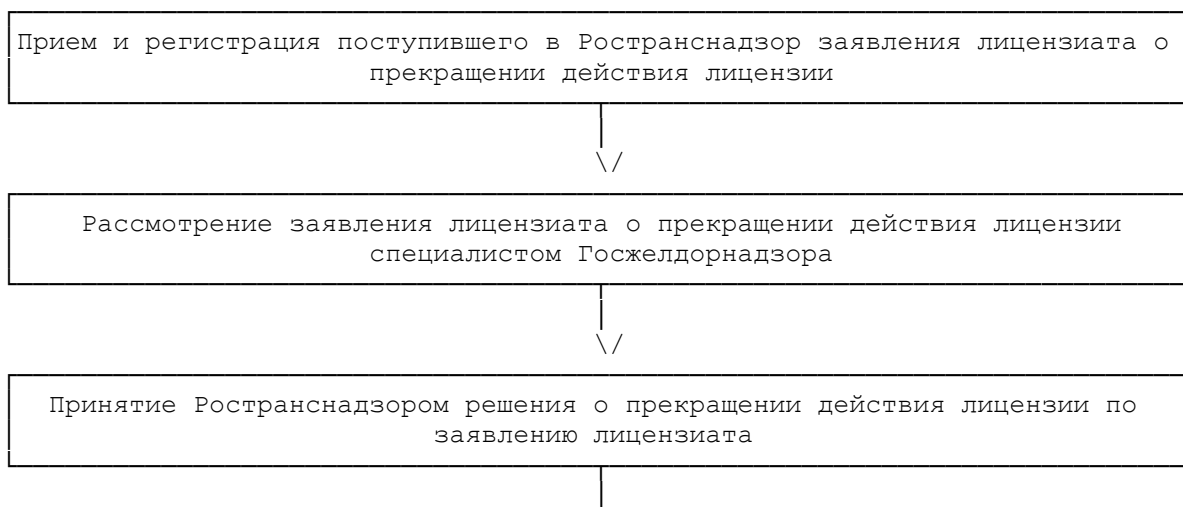 Прием и регистрация поступившего в Ространснадзор заявления лицензиата о
прекращении действия лицензии
\/
Рассмотрение заявления лицензиата о прекращении действия лицензии
специалистом Госжелдорнадзора
\/
Принятие Ространснадзором решения о прекращении действия лицензии по
заявлению лицензиата